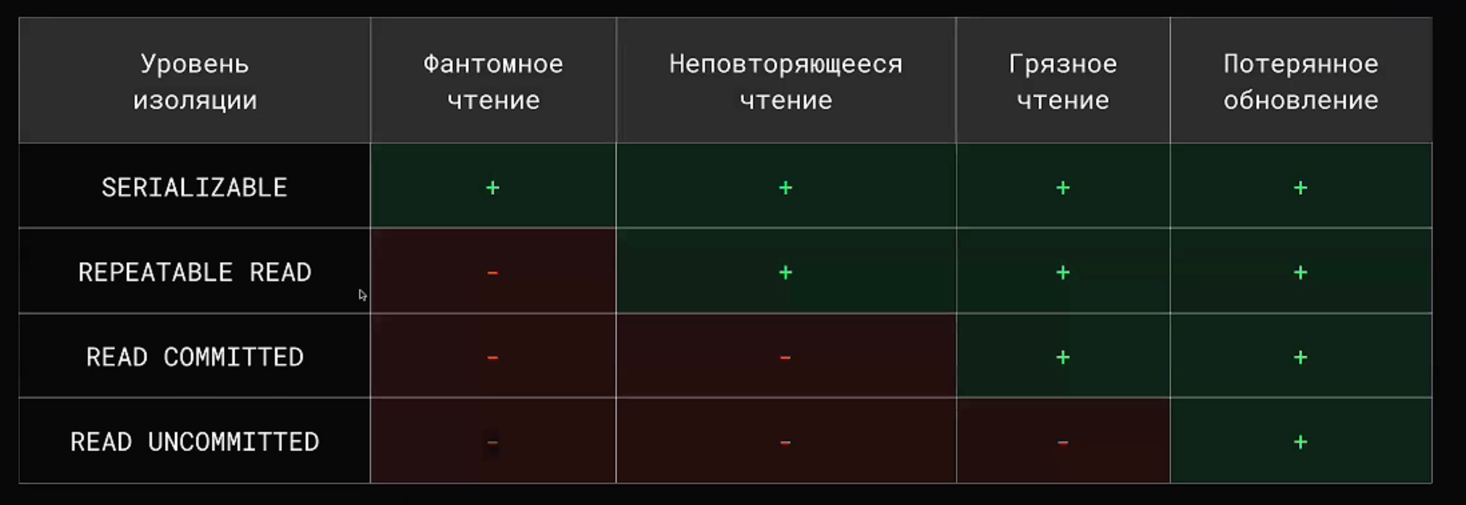 Уровень
изоляции
Фантомное
чтение
Неповторяющееся
чтение
Грязное
чтение
Потерянное
обновление
SERIALIZABLE + + + +
REPEATABLE READ - + + +
READ COMMITTED - - + +
READ UNCOMMITTED - - - +